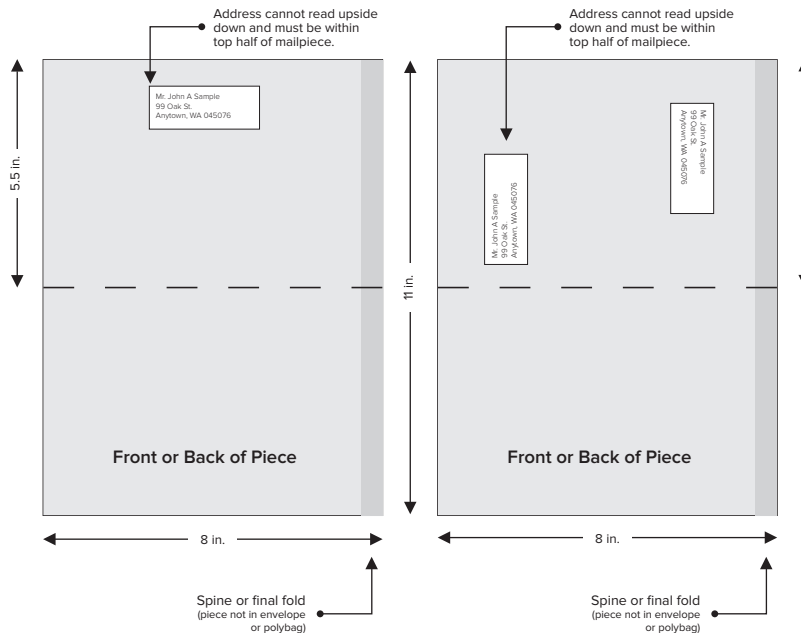 Address cannot read upside
down and must be within
top half of mailpiece.
Mr. John A Sample
99 Oak St.
Anytown, WA 045076
5.5 in.
Front or Back of Piece
8 in.
Spine or final fold
(piece not in envelope
or polybag)
11 in.
Address cannot read upside
down and must be within
top half of mailpiece.
Mr. John A Sample
99 Oak St.
Anytown, WA 045076
Mr. John A Sample
99 Oak St.
Anytown, WA 045076
Front or Back of Piece
8 in.
Spine or final fold
(piece not in envelope
or polybag)